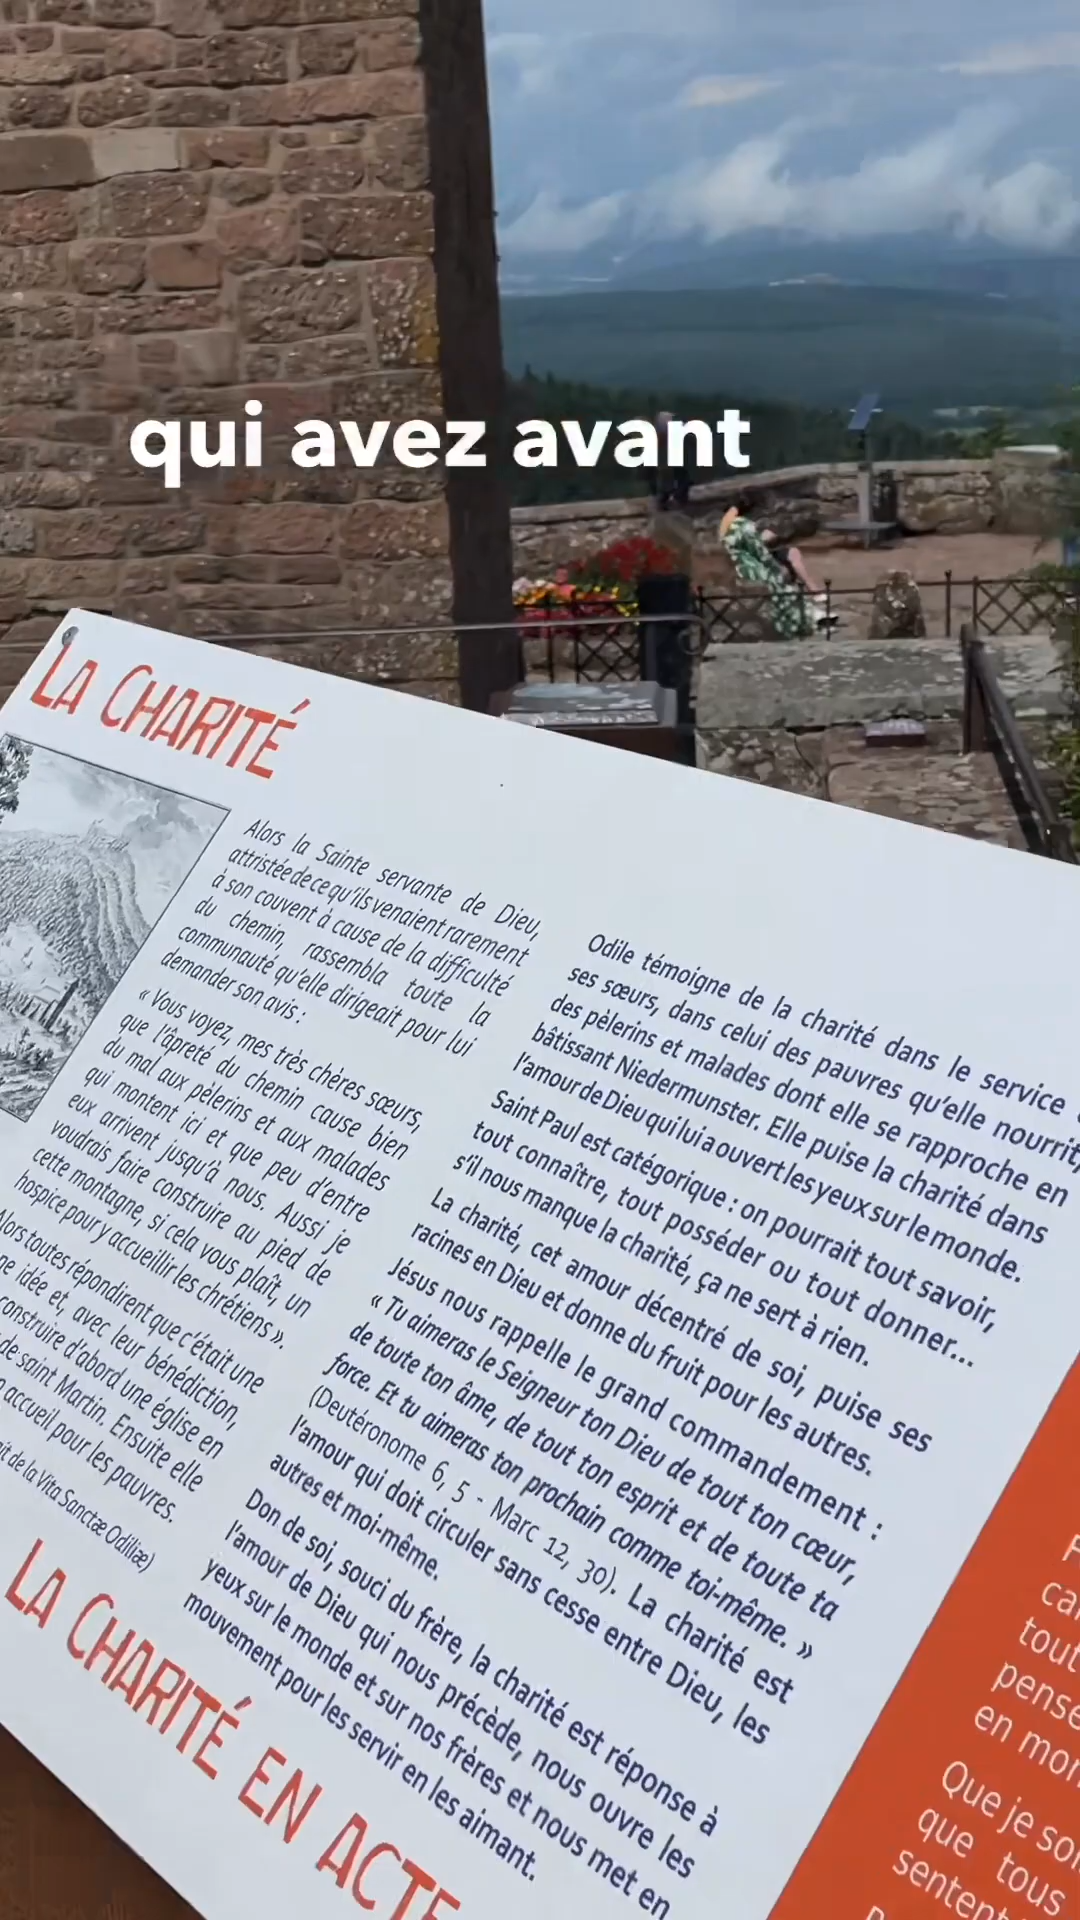 qui avez avant
LA CHARITÉ
Alors la Sainte servante de Dieu,
attristée de ce qu'ils venaient rarement
à son couvent à cause de la difficulté
du chemin, rassembla toute la
communauté qu'elle dirigeait pour lui
demander son avis :
« Vous voyez, mes très chères sœurs,
que l'âpreté du chemin cause bien
du mal aux pèlerins et aux malades
qui montent ici et que peu d'entre
eux arrivent jusqu'à nous. Aussi je
voudrais faire construire au pied de
cette montagne, si cela vous plaît, un
hospice pour y accueillir les chrétiens ».
Alors toutes répondirent que c'était une
idée et, avec leur bénédiction,
construire d'abord une église en
de saint Martin. Ensuite elle
accueil pour les pauvres.
de la Vita Sanctæ Odiliæ)
Odile témoigne de la charité dans le service
ses sœurs, dans celui des pauvres qu'elle nourrit,
des pèlerins et malades dont elle se rapproche en
bâtissant Niedermunster. Elle puise la charité dans
l'amour de Dieu qui lui a ouvert les yeux sur le monde.
Saint Paul est catégorique : on pourrait tout savoir,
tout connaître, tout posséder ou tout donner...
s'il nous manque la charité, ça ne sert à rien.
La charité, cet amour décentré de soi, puise ses
racines en Dieu et donne du fruit pour les autres.
Jésus nous rappelle le grand commandement :
« Tu aimeras le Seigneur ton Dieu de tout ton cœur,
de toute ton âme, de tout ton esprit et de toute ta
force. Et tu aimeras ton prochain comme toi-même. »
(Deutéronome 6, 5 - Marc 12, 30). La charité est
l'amour qui doit circuler sans cesse entre Dieu, les
autres et moi-même.
Don de soi, souci du frère, la charité est réponse à
l'amour de Dieu qui nous précède, nous ouvre les
yeux sur le monde et sur nos frères et nous met en
mouvement pour les servir en les aimant.
LA CHARITÉ EN ACTE
tout
pense
en mon
Que je soi
que tous
sentent